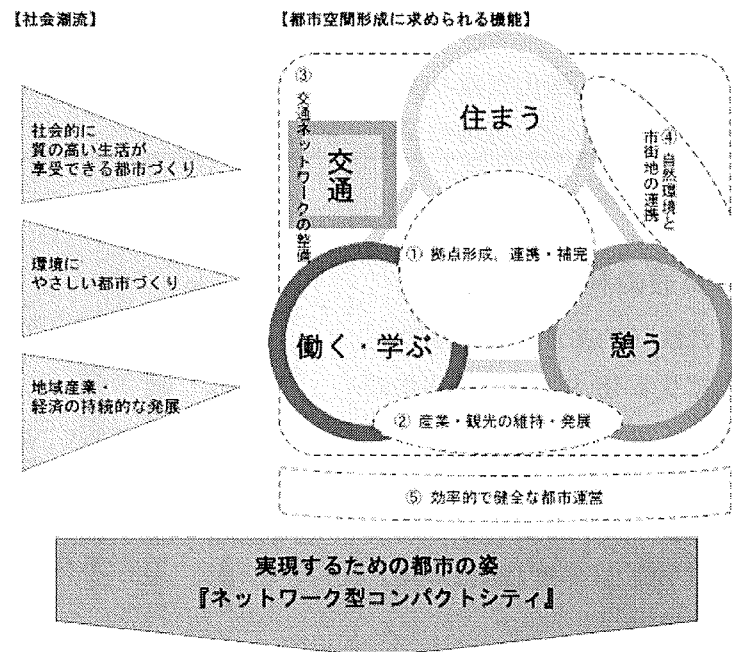 【社会潮流】
【都市空間形成に求められる機能】
社会的に
質の高い生活が
享受できる都市づくり
環境に
やさしい都市づくり
地域産業・
経済の持続的な発展
③ 交通ネットワークの整備
交通
住まう
④ 自然環境と
市街地の連携
① 拠点形成、連携・補完
働く・学ぶ
憩う
② 産業・観光の維持・発展
⑤ 効率的で健全な都市運営
実現するための都市の姿
『ネットワーク型コンパクトシティ』